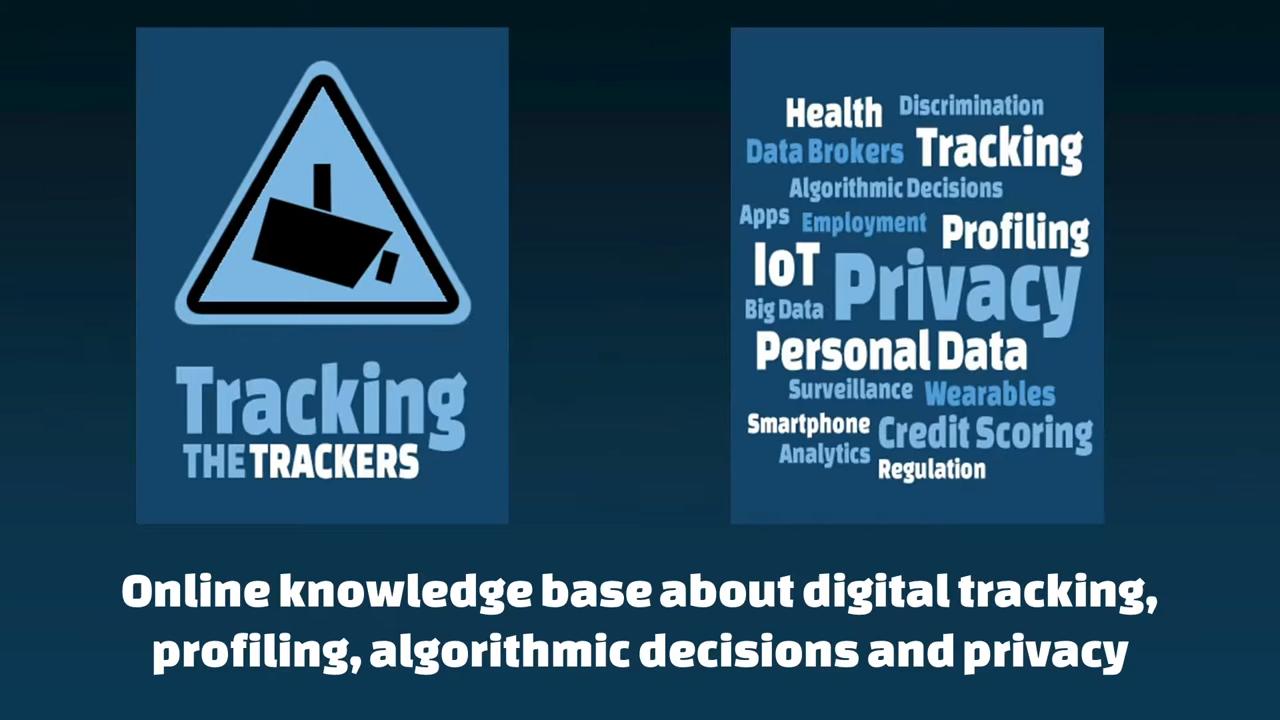 Tracking
THE TRACKERS
Health Discrimination
Data Brokers Tracking
Algorithmic Decisions
Apps Employment Profiling
IoT Privacy
Big Data
Personal Data
Surveillance Wearables
Smartphone Credit Scoring
Analytics Regulation
Online knowledge base about digital tracking,
profiling, algorithmic decisions and privacy